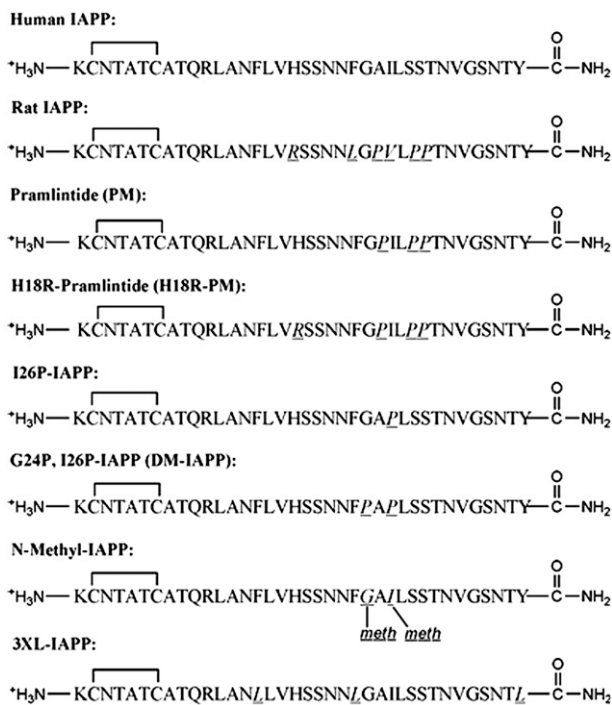 Human IAPP:
O
⁺H₃N—KCNTATCATQRLANFLVHSSNNFGAILSSTNVGSNTY—C—NH₂
Rat IAPP:
O
⁺H₃N—KCNTATCATQRLANFLVRSSNNLGPVLPPTNVGSNTY—C—NH₂
Pramlintide (PM):
O
⁺H₃N—KCNTATCATQRLANFLVHSSNNFGPILPPTNVGSNTY—C—NH₂
H18R-Pramlintide (H18R-PM):
O
⁺H₃N—KCNTATCATQRLANFLVRSSNNFGPILPPTNVGSNTY—C—NH₂
I26P-IAPP:
O
⁺H₃N—KCNTATCATQRLANFLVHSSNNFGAPLSSTNVGSNTY—C—NH₂
G24P, I26P-IAPP (DM-IAPP):
O
⁺H₃N—KCNTATCATQRLANFLVHSSNNFPAPLSSTNVGSNTY—C—NH₂
N-Methyl-IAPP:
O
⁺H₃N—KCNTATCATQRLANFLVHSSNNFGAILSSTNVGSNTY—C—NH₂
meth meth
3XL-IAPP:
O
⁺H₃N—KCNTATCATQRLANLLVHSSNNLGAILSSTNVGSNTL—C—NH₂